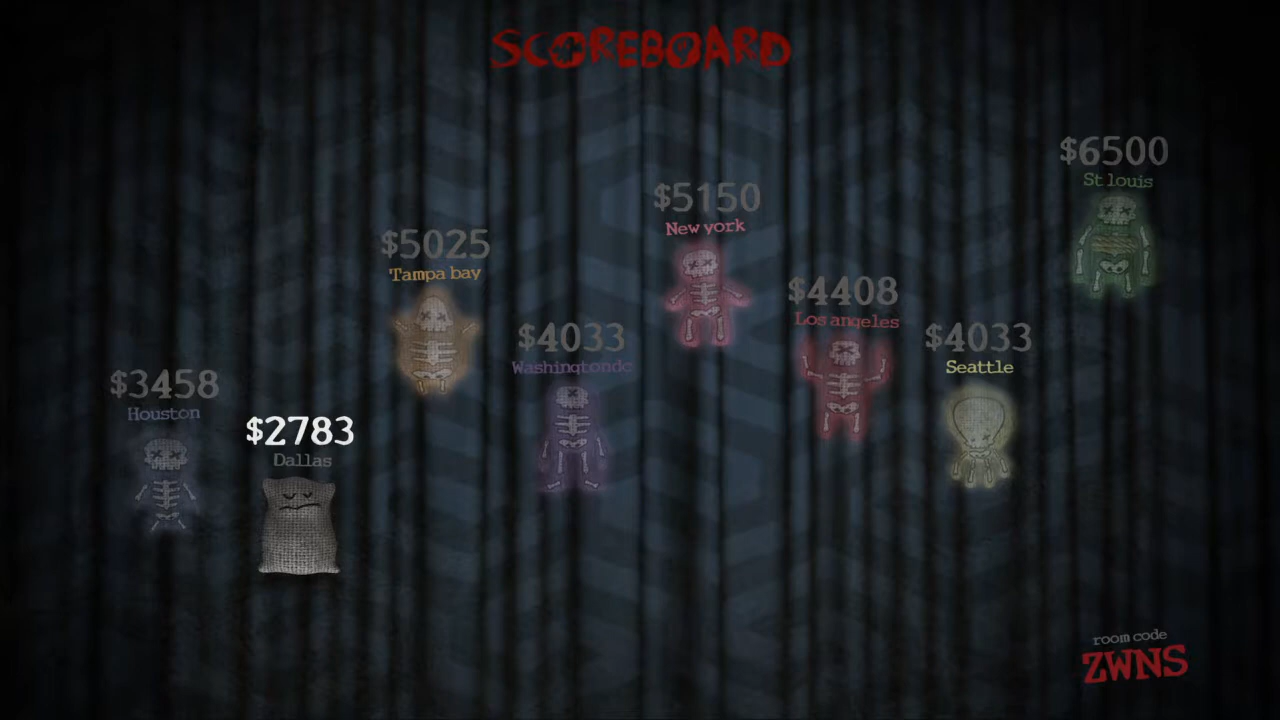 SCOREBOARD
$3458
Houston
$2783
Dallas
$5025
Tampa bay
$4033
Washingtondc
$5150
New york
$4408
Los angeles
$4033
Seattle
$6500
St louis
room code
ZWNS